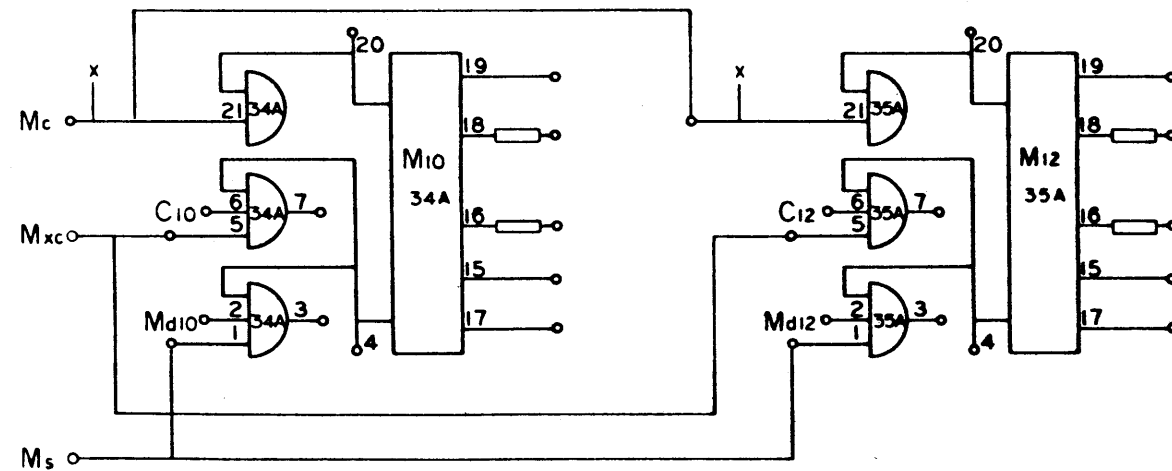 20 20
x 19 x 19
Mc 21 34A 21 35A
18 18
M10 M12
34A 35A
C10 6 34A 7 C12 6 35A 7
Mxc 5 16 5 16
15 15
Md10 2 34A 3 17 Md12 2 35A 3 17
1 4 1 4
Ms